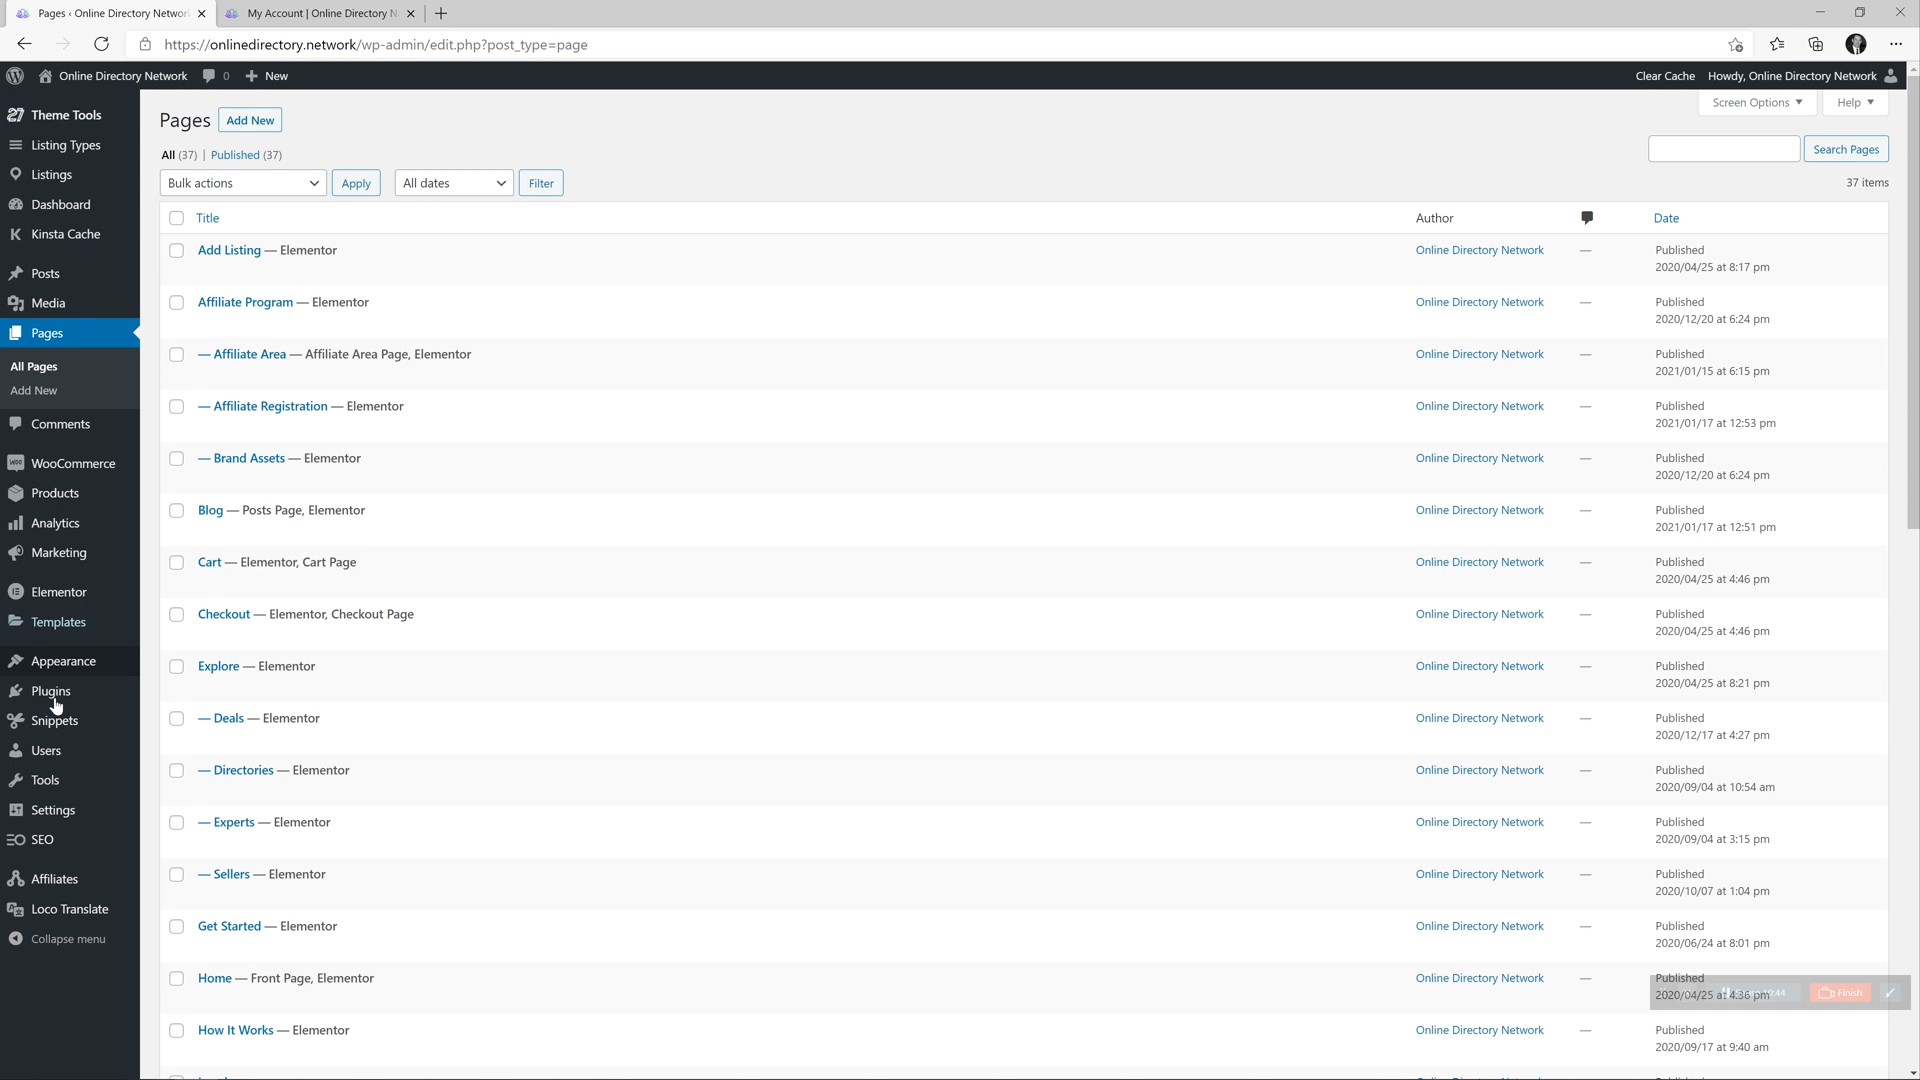 Pages ‹ Online Directory Networ
My Account | Online Directory N
https://onlinedirectory.network/wp-admin/edit.php?post_type=page
Online Directory Network
0
New
Clear Cache
Howdy, Online Directory Network
27 Theme Tools
Listing Types
Listings
Dashboard
K Kinsta Cache
Posts
Media
Pages
All Pages
Add New
Comments
WooCommerce
Products
Analytics
Marketing
Elementor
Templates
Appearance
Plugins
Snippets
Users
Tools
Settings
SEO
Affiliates
Loco Translate
Collapse menu
Screen Options
Help
Pages
Add New
All (37) | Published (37)
Search Pages
Bulk actions
Apply
All dates
Filter
37 items
Title
Author
Date
Add Listing — Elementor
Online Directory Network
—
Published
2020/04/25 at 8:17 pm
Affiliate Program — Elementor
Online Directory Network
—
Published
2020/12/20 at 6:24 pm
— Affiliate Area — Affiliate Area Page, Elementor
Online Directory Network
—
Published
2021/01/15 at 6:15 pm
— Affiliate Registration — Elementor
Online Directory Network
—
Published
2021/01/17 at 12:53 pm
— Brand Assets — Elementor
Online Directory Network
—
Published
2020/12/20 at 6:24 pm
Blog — Posts Page, Elementor
Online Directory Network
—
Published
2021/01/17 at 12:51 pm
Cart — Elementor, Cart Page
Online Directory Network
—
Published
2020/04/25 at 4:46 pm
Checkout — Elementor, Checkout Page
Online Directory Network
—
Published
2020/04/25 at 4:46 pm
Explore — Elementor
Online Directory Network
—
Published
2020/04/25 at 8:21 pm
— Deals — Elementor
Online Directory Network
—
Published
2020/12/17 at 4:27 pm
— Directories — Elementor
Online Directory Network
—
Published
2020/09/04 at 10:54 am
— Experts — Elementor
Online Directory Network
—
Published
2020/09/04 at 3:15 pm
— Sellers — Elementor
Online Directory Network
—
Published
2020/10/07 at 1:04 pm
Get Started — Elementor
Online Directory Network
—
Published
2020/06/24 at 8:01 pm
Home — Front Page, Elementor
Online Directory Network
—
Published
2020/04/25 at 4:36 pm
Finish
How It Works — Elementor
Online Directory Network
—
Published
2020/09/17 at 9:40 am